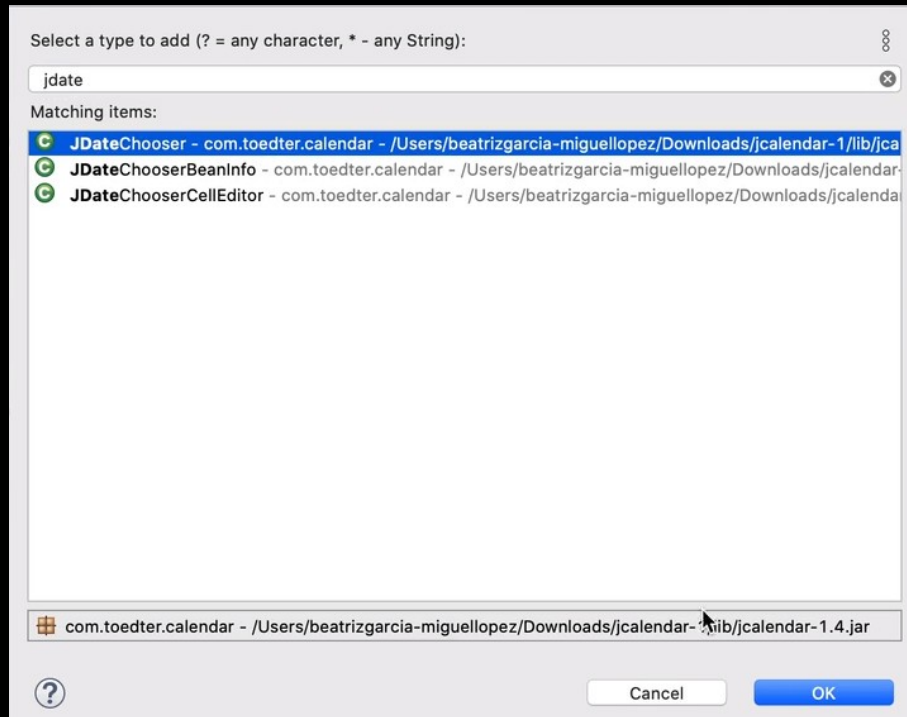 Select a type to add (? = any character, * - any String):
jdate
Matching items:
C JDateChooser - com.toedter.calendar - /Users/beatrizgarcia-miguellopez/Downloads/jcalendar-1/lib/jca
C JDateChooserBeanInfo - com.toedter.calendar - /Users/beatrizgarcia-miguellopez/Downloads/jcalendar-
C JDateChooserCellEditor - com.toedter.calendar - /Users/beatrizgarcia-miguellopez/Downloads/jcalenda
com.toedter.calendar - /Users/beatrizgarcia-miguellopez/Downloads/jcalendar-1/lib/jcalendar-1.4.jar
? Cancel OK